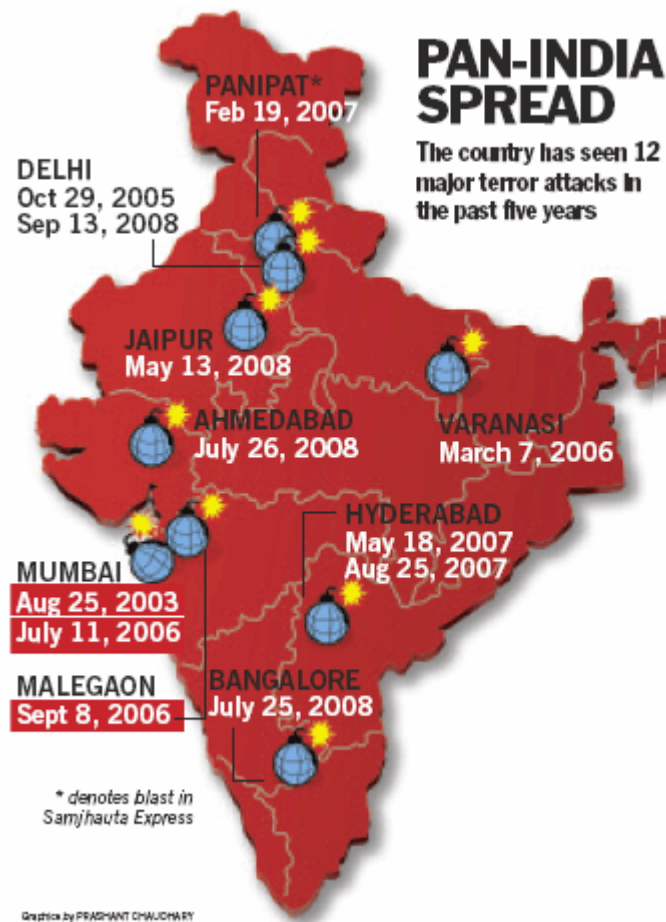 PAN-INDIA
SPREAD
The country has seen 12
major terror attacks in
the past five years
PANIPAT*
Feb 19, 2007
DELHI
Oct 29, 2005
Sep 13, 2008
JAIPUR
May 13, 2008
AHMEDABAD
July 26, 2008
VARANASI
March 7, 2006
HYDERABAD
May 18, 2007
Aug 25, 2007
MUMBAI
Aug 25, 2003
July 11, 2006
MALEGAON
Sept 8, 2006
BANGALORE
July 25, 2008
* denotes blast in
Samjhauta Express
Graphics by PRASHANT CHAUDHARY